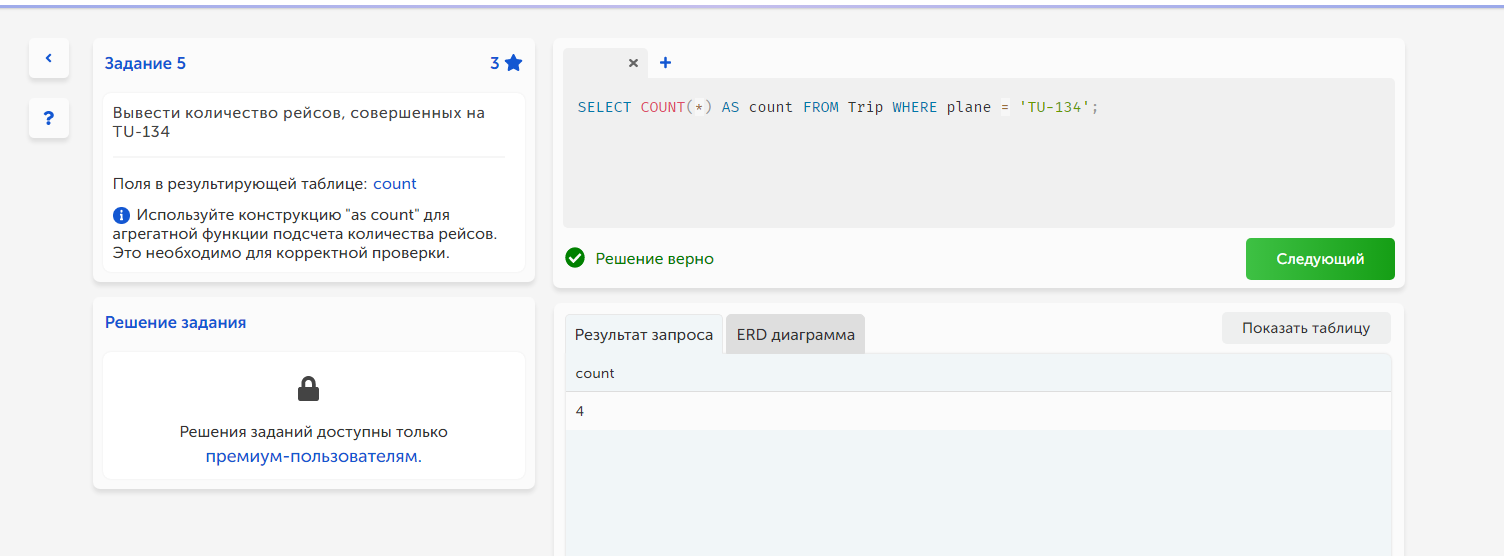 Задание 5
3
?
Вывести количество рейсов, совершенных на
TU-134
Поля в результирующей таблице: count
Используйте конструкцию "as count" для
агрегатной функции подсчета количества рейсов.
Это необходимо для корректной проверки.
Решение задания
Решения заданий доступны только
премиум-пользователям.
SELECT COUNT(*) AS count FROM Trip WHERE plane = 'TU-134';
Решение верно
Следующий
Результат запроса
ERD диаграмма
Показать таблицу
count
4